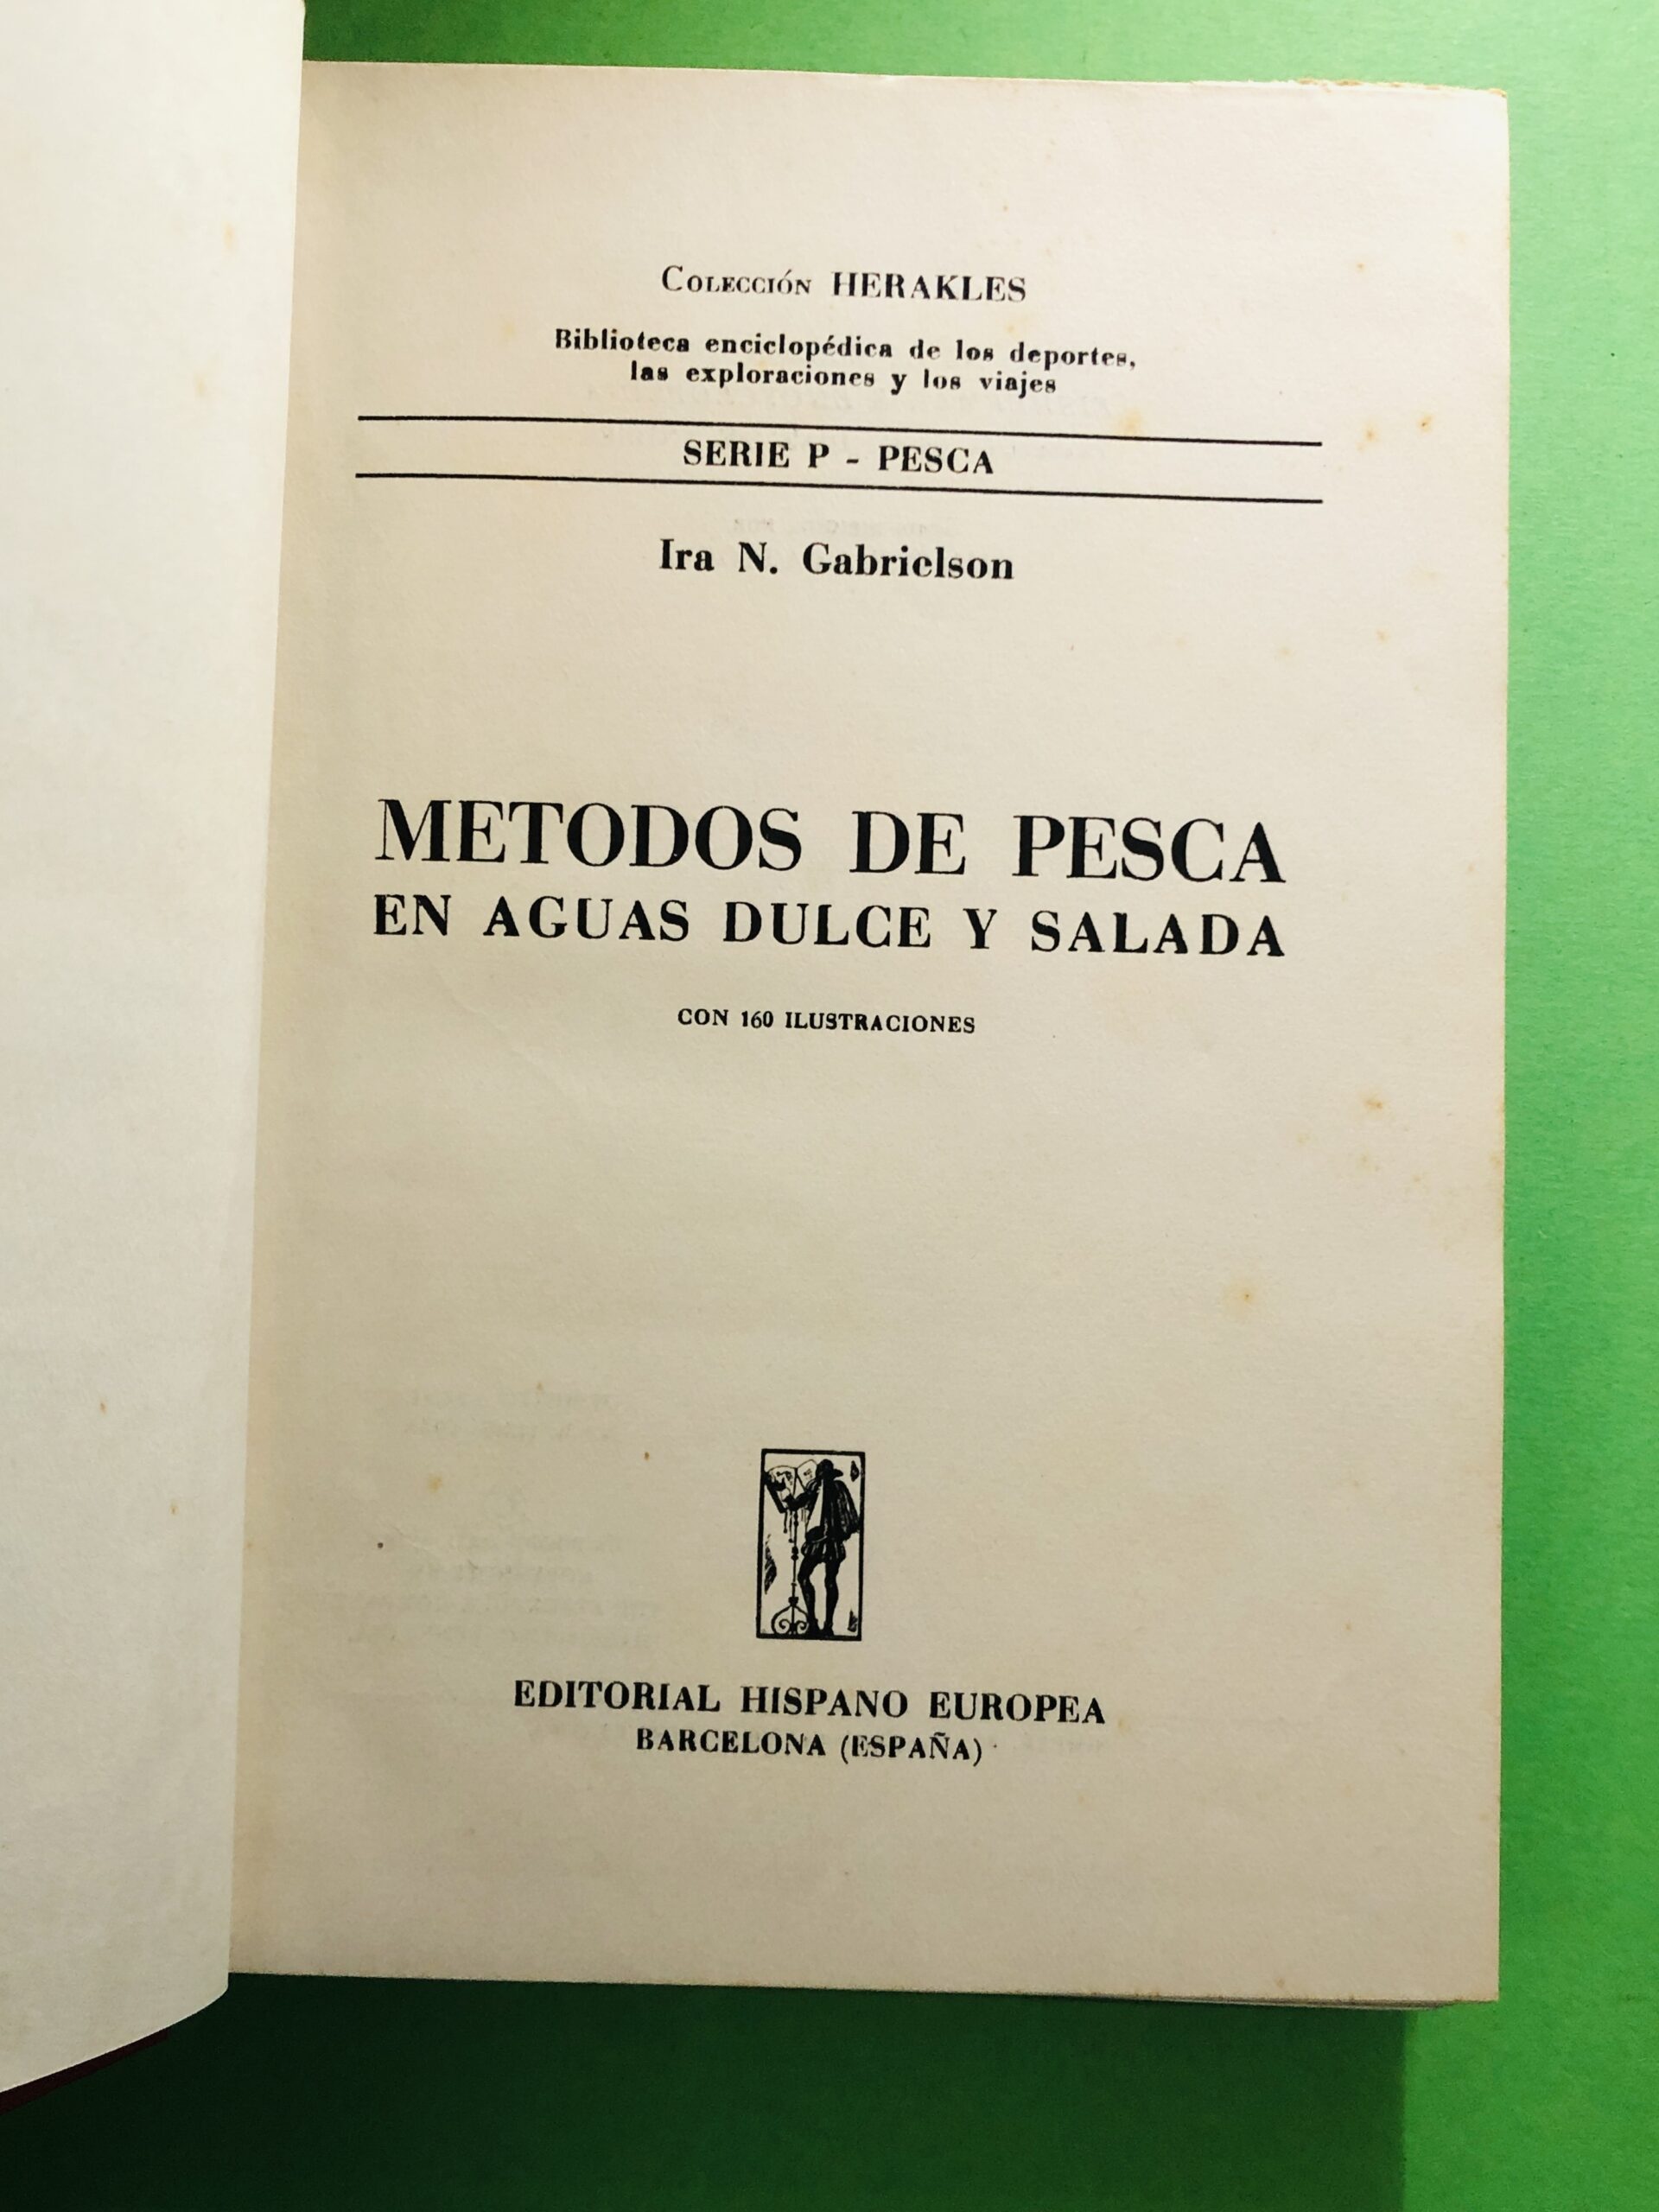 Colección HERAKLES
Biblioteca enciclopédica de los deportes,
las exploraciones y los viajes
SERIE P - PESCA
Ira N. Gabrielson
METODOS DE PESCA
EN AGUAS DULCE Y SALADA
CON 160 ILUSTRACIONES
EDITORIAL HISPANO EUROPEA
BARCELONA (ESPAÑA)